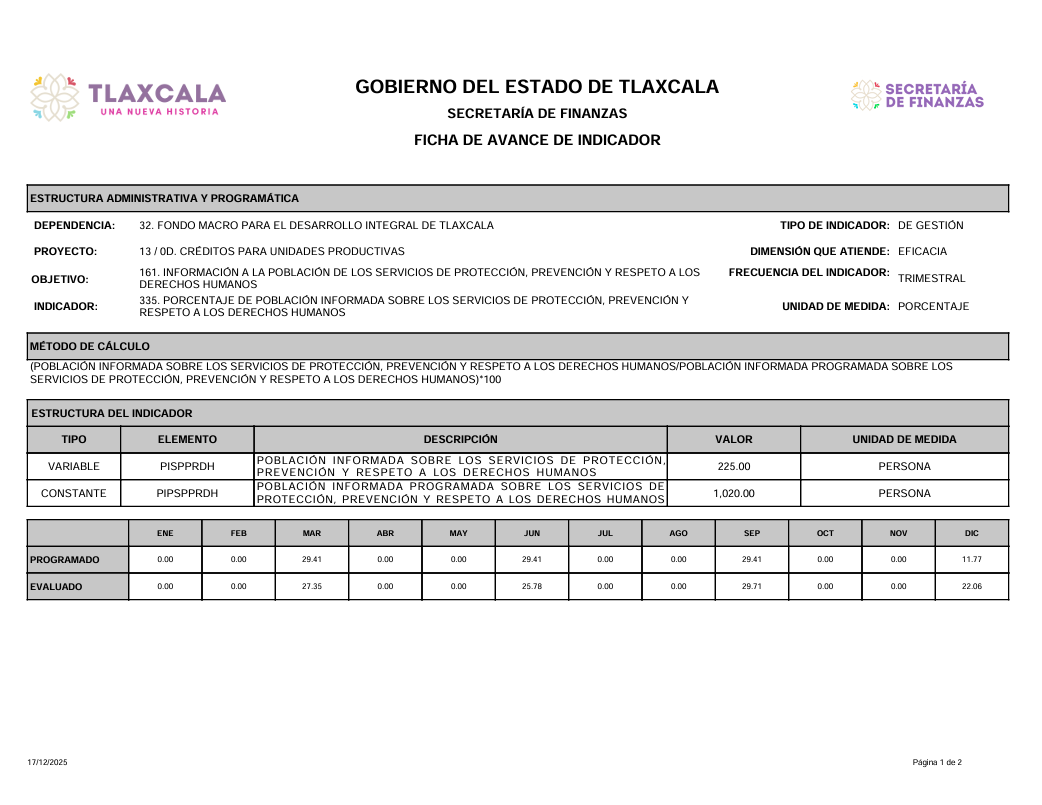 TLAXCALA
UNA NUEVA HISTORIA
GOBIERNO DEL ESTADO DE TLAXCALA
SECRETARÍA DE FINANZAS
FICHA DE AVANCE DE INDICADOR
SECRETARÍA
DE FINANZAS
ESTRUCTURA ADMINISTRATIVA Y PROGRAMÁTICA
DEPENDENCIA: 32. FONDO MACRO PARA EL DESARROLLO INTEGRAL DE TLAXCALA TIPO DE INDICADOR: DE GESTIÓN
PROYECTO: 13 / 0D. CRÉDITOS PARA UNIDADES PRODUCTIVAS DIMENSIÓN QUE ATIENDE: EFICACIA
OBJETIVO: 161. INFORMACIÓN A LA POBLACIÓN DE LOS SERVICIOS DE PROTECCIÓN, PREVENCIÓN Y RESPETO A LOS
DERECHOS HUMANOS
FRECUENCIA DEL INDICADOR: TRIMESTRAL
INDICADOR: 335. PORCENTAJE DE POBLACIÓN INFORMADA SOBRE LOS SERVICIOS DE PROTECCIÓN, PREVENCIÓN Y
RESPETO A LOS DERECHOS HUMANOS
UNIDAD DE MEDIDA: PORCENTAJE
MÉTODO DE CÁLCULO
(POBLACIÓN INFORMADA SOBRE LOS SERVICIOS DE PROTECCIÓN, PREVENCIÓN Y RESPETO A LOS DERECHOS HUMANOS/POBLACIÓN INFORMADA PROGRAMADA SOBRE LOS
SERVICIOS DE PROTECCIÓN, PREVENCIÓN Y RESPETO A LOS DERECHOS HUMANOS)*100
ESTRUCTURA DEL INDICADOR
TIPO ELEMENTO DESCRIPCIÓN VALOR UNIDAD DE MEDIDA
VARIABLE PISPPRDH POBLACIÓN INFORMADA SOBRE LOS SERVICIOS DE PROTECCIÓN,
PREVENCIÓN Y RESPETO A LOS DERECHOS HUMANOS
225.00 PERSONA
CONSTANTE PIPSPPRDH POBLACIÓN INFORMADA PROGRAMADA SOBRE LOS SERVICIOS DE
PROTECCIÓN, PREVENCIÓN Y RESPETO A LOS DERECHOS HUMANOS
1,020.00 PERSONA
ENE FEB MAR ABR MAY JUN JUL AGO SEP OCT NOV DIC
PROGRAMADO 0.00 0.00 29.41 0.00 0.00 29.41 0.00 0.00 29.41 0.00 0.00 11.77
EVALUADO 0.00 0.00 27.35 0.00 0.00 25.78 0.00 0.00 29.71 0.00 0.00 22.06
17/12/2025 Página 1 de 2